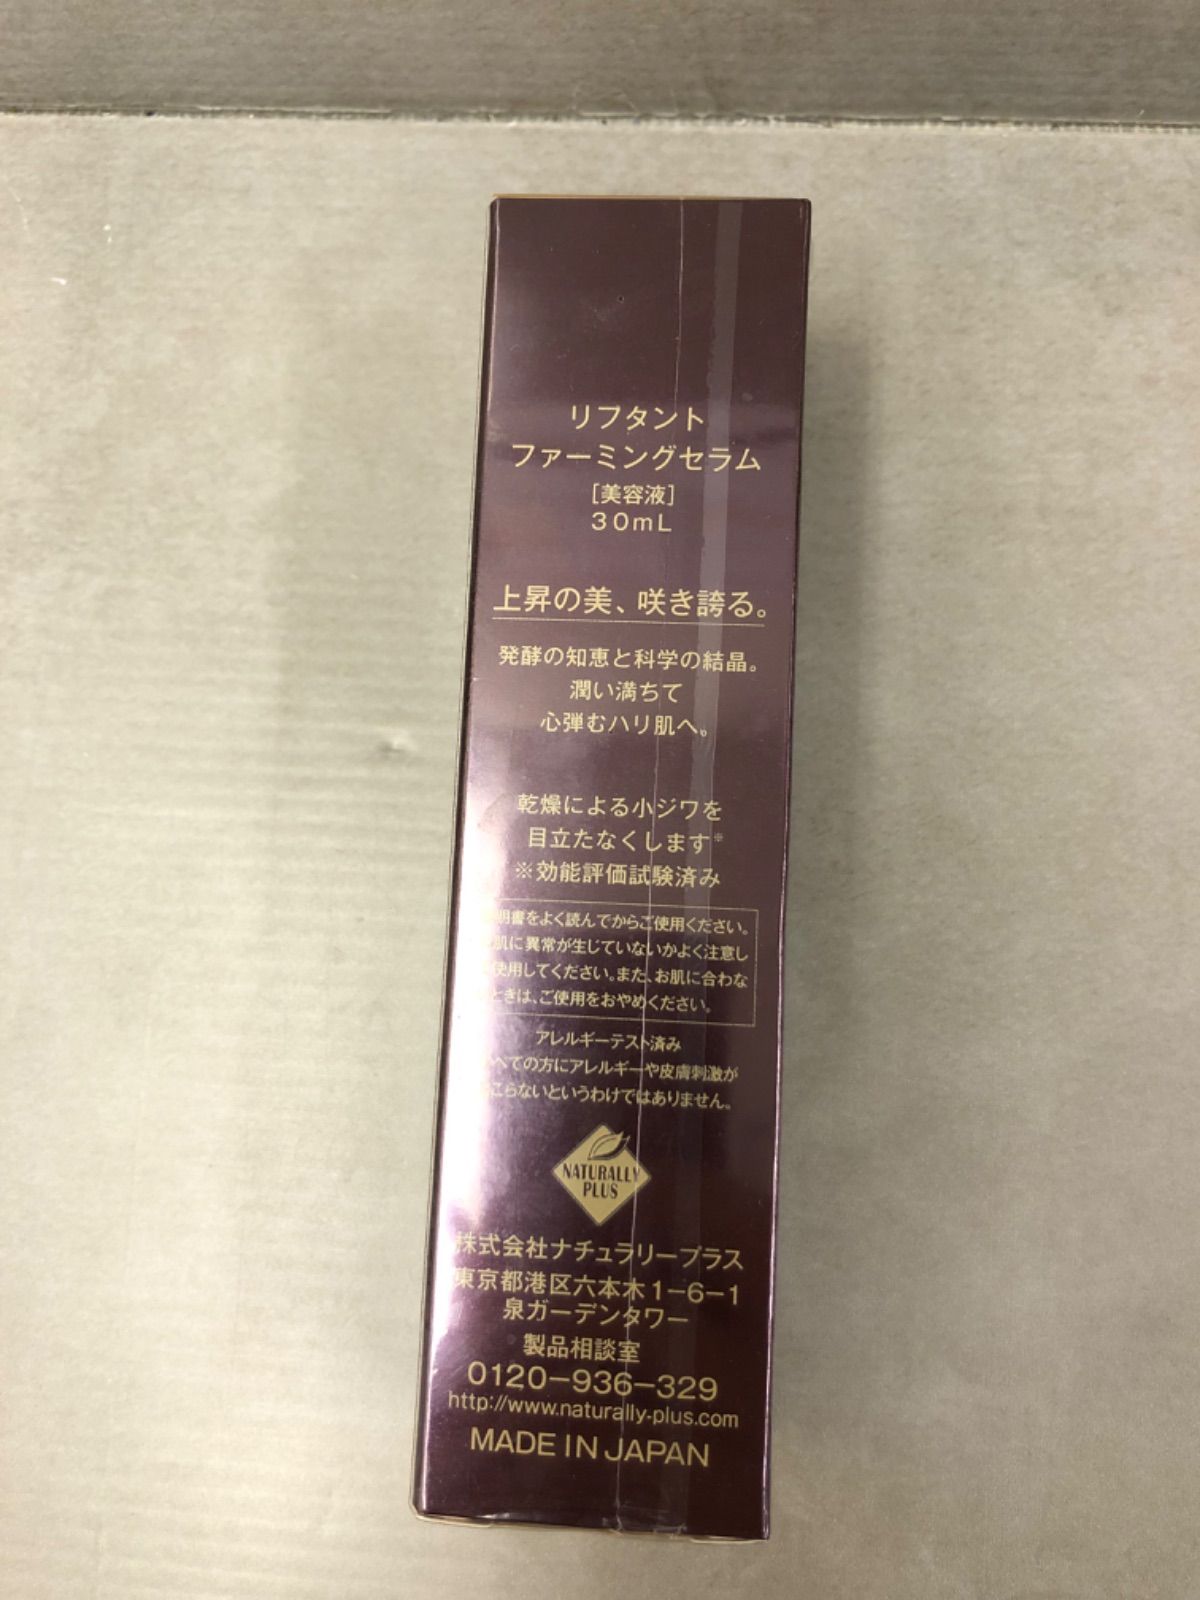 リフタント
ファーミングセラム
［美容液］
30mL
上昇の美、咲き誇る。
発酵の知恵と科学の結晶。
潤い満ちて
心弾むハリ肌へ。
乾燥による小ジワを
目立たなくします※
※効能評価試験済み
明書をよく読んでからご使用ください。
肌に異常が生じていないかよく注意し
使用してください。また、お肌に合わな
ときは、ご使用をおやめください。
アレルギーテスト済み
べての方にアレルギーや皮膚刺激が
こらないというわけではありません。
NATURALLY
PLUS
株式会社ナチュラリープラス
東京都港区六本木1-6-1
泉ガーデンタワー
製品相談室
0120-936-329
http://www.naturally-plus.com
MADE IN JAPAN